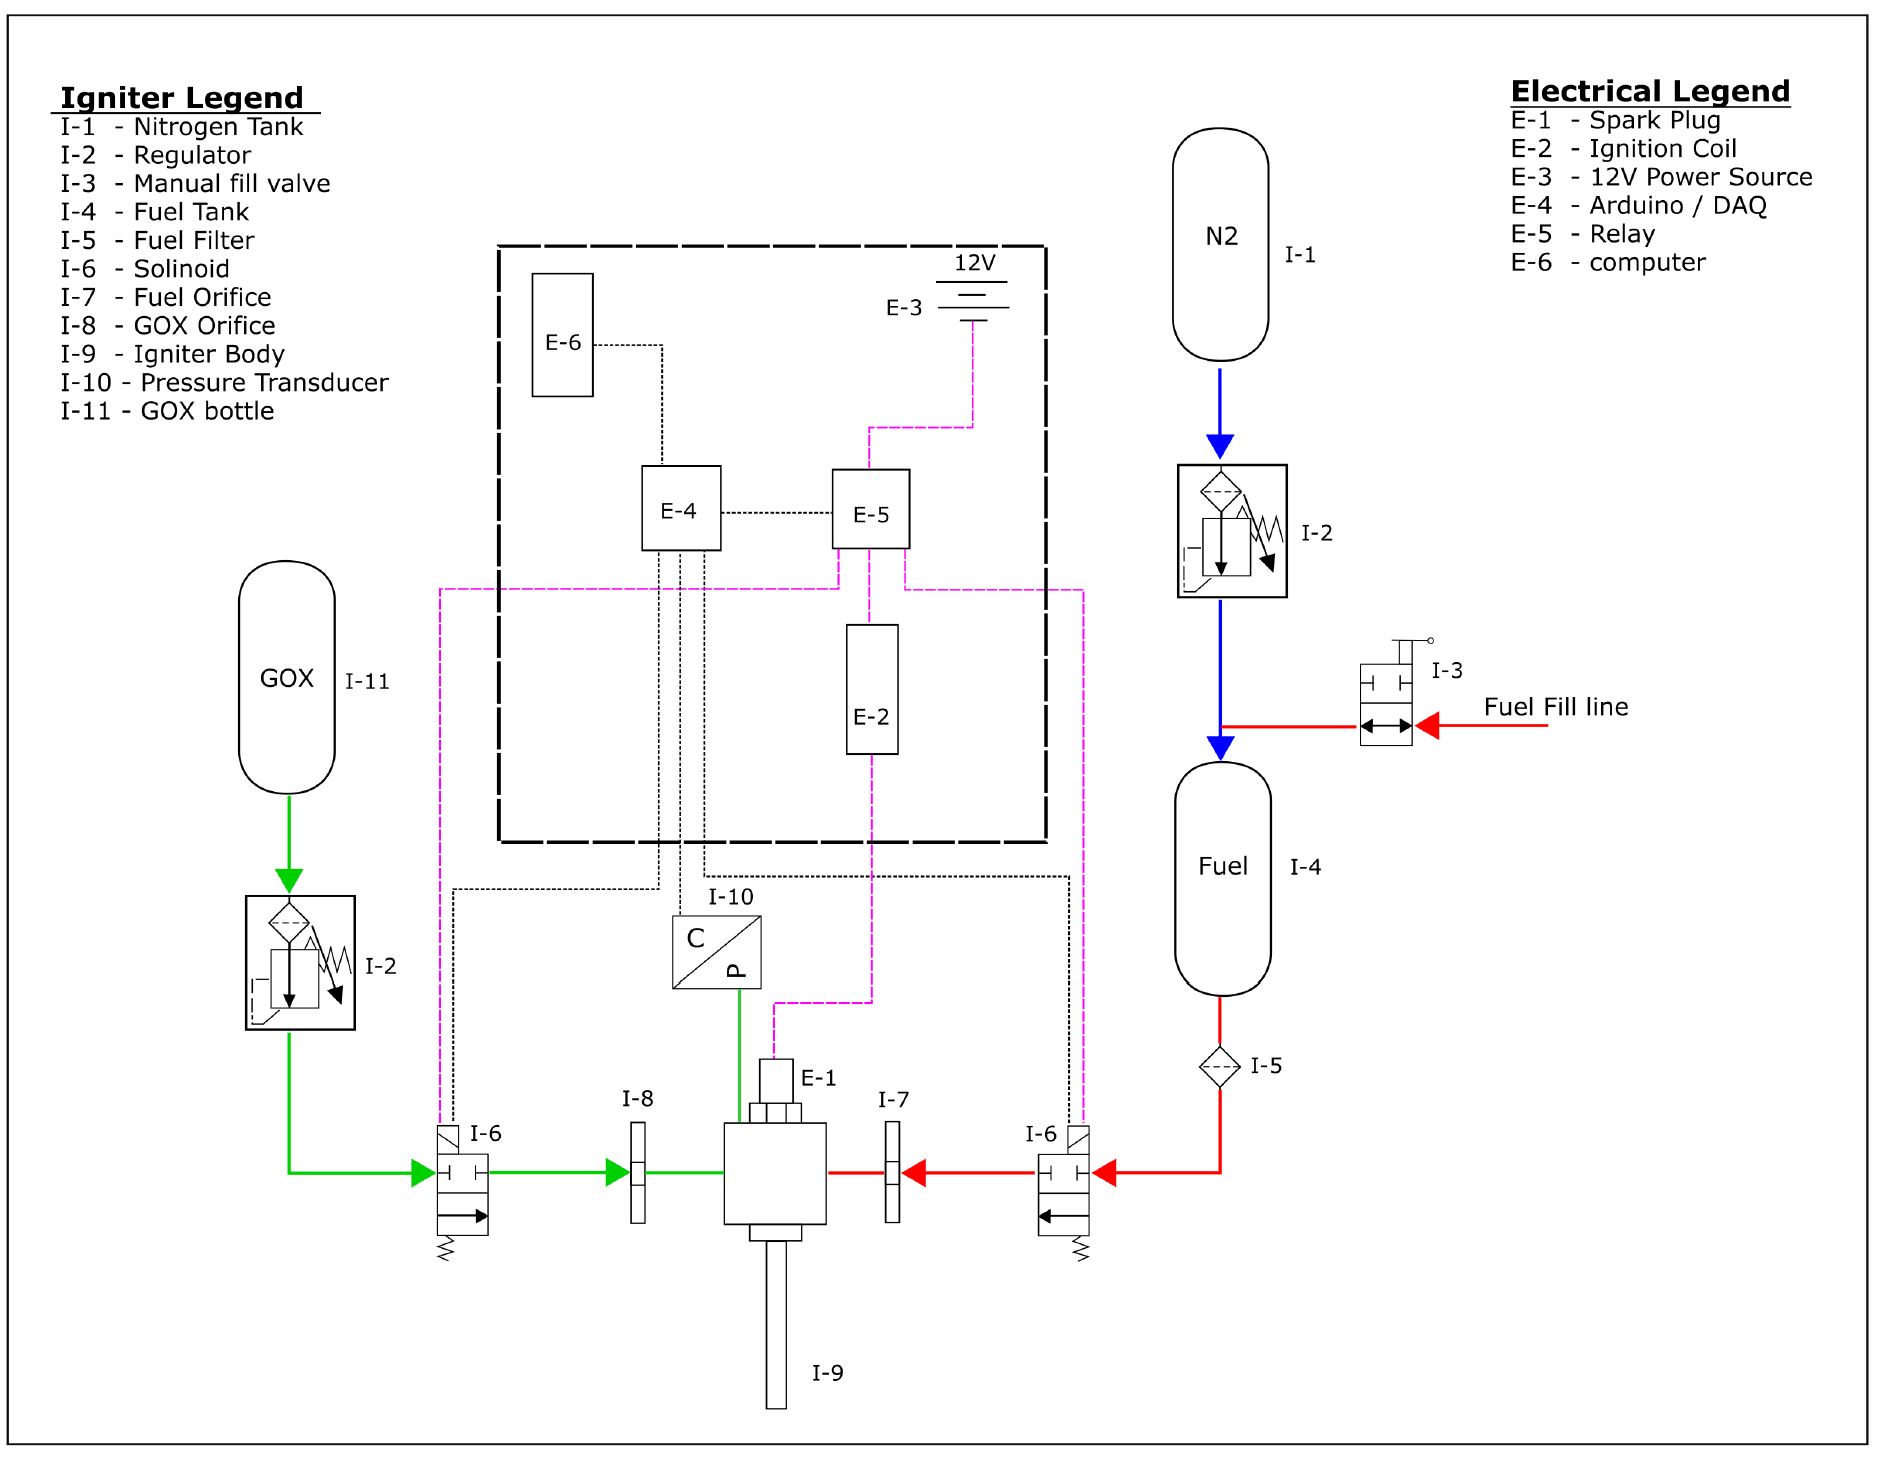 Igniter Legend
I-1 - Nitrogen Tank
I-2 - Regulator
I-3 - Manual fill valve
I-4 - Fuel Tank
I-5 - Fuel Filter
I-6 - Solinoid
I-7 - Fuel Orifice
I-8 - GOX Orifice
I-9 - Igniter Body
I-10 - Pressure Transducer
I-11 - GOX bottle
Electrical Legend
E-1 - Spark Plug
E-2 - Ignition Coil
E-3 - 12V Power Source
E-4 - Arduino / DAQ
E-5 - Relay
E-6 - computer
N2
I-1
12V
E-3
E-6
E-4
E-5
I-2
GOX
I-11
E-2
I-3
Fuel Fill line
Fuel
I-4
I-10
C
P
I-2
E-1
I-5
I-8
I-7
I-6
I-6
I-9